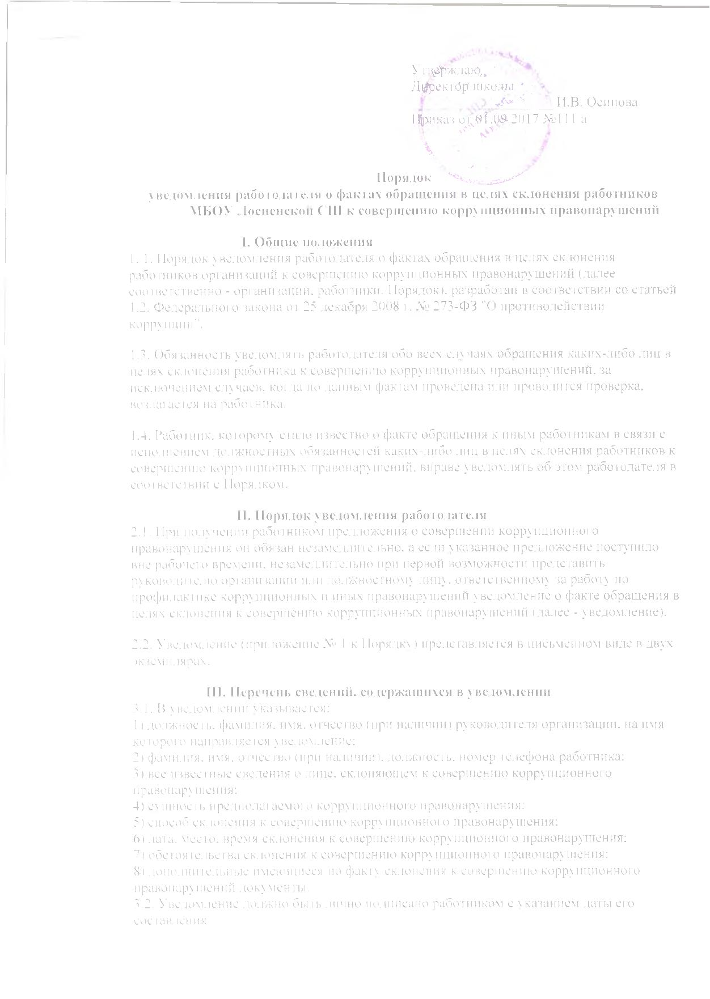 Утверждаю.
Директор школы
И.В. Осипова
Приказ от 01.09.2017 №111 а
Порядок
уведомления работодателя о фактах обращения в целях склонения работников
МБОУ Лосненской СШ к совершению коррупционных правонарушений
I. Общие положения
1. 1. Порядок уведомления работодателя о фактах обращения в целях склонения
работников организаций к совершению коррупционных правонарушений (далее
соответственно - организации, работники, Порядок), разработан в соответствии со статьей
1.2. Федерального закона от 25 декабря 2008 г. № 273-ФЗ "О противодействии
коррупции".
1.3. Обязанность уведомлять работодателя обо всех случаях обращения каких-либо лиц в
целях склонения работника к совершению коррупционных правонарушений, за
исключением случаев, когда по данным фактам проведена или проводится проверка,
возлагается на работника.
1.4. Работник, которому стало известно о факте обращения к иным работникам в связи с
исполнением должностных обязанностей каких-либо лиц в целях склонения работников к
совершению коррупционных правонарушений, вправе уведомлять об этом работодателя в
соответствии с Порядком.
II. Порядок уведомления работодателя
2.1. При получении работником предложения о совершении коррупционного
правонарушения он обязан незамедлительно, а если указанное предложение поступило
вне рабочего времени, незамедлительно при первой возможности представить
руководителю организации или должностному лицу, ответственному за работу по
профилактике коррупционных и иных правонарушений уведомление о факте обращения в
целях склонения к совершению коррупционных правонарушений (далее - уведомление).
2.2. Уведомление (приложение № 1 к Порядку) представляется в письменном виде в двух
экземплярах.
III. Перечень сведений, содержащихся в уведомлении
3.1. В уведомлении указывается:
1) должность, фамилия, имя, отчество (при наличии) руководителя организации, на имя
которого направляется уведомление;
2) фамилия, имя, отчество (при наличии), должность, номер телефона работника;
3) все известные сведения о лице, склоняющем к совершению коррупционного
правонарушения;
4) сущность предполагаемого коррупционного правонарушения;
5) способ склонения к совершению коррупционного правонарушения;
6) дата, место, время склонения к совершению коррупционного правонарушения;
7) обстоятельства склонения к совершению коррупционного правонарушения;
8) дополнительные имеющиеся по факту склонения к совершению коррупционного
правонарушений документы.
3.2. Уведомление должно быть лично подписано работником с указанием даты его
составления